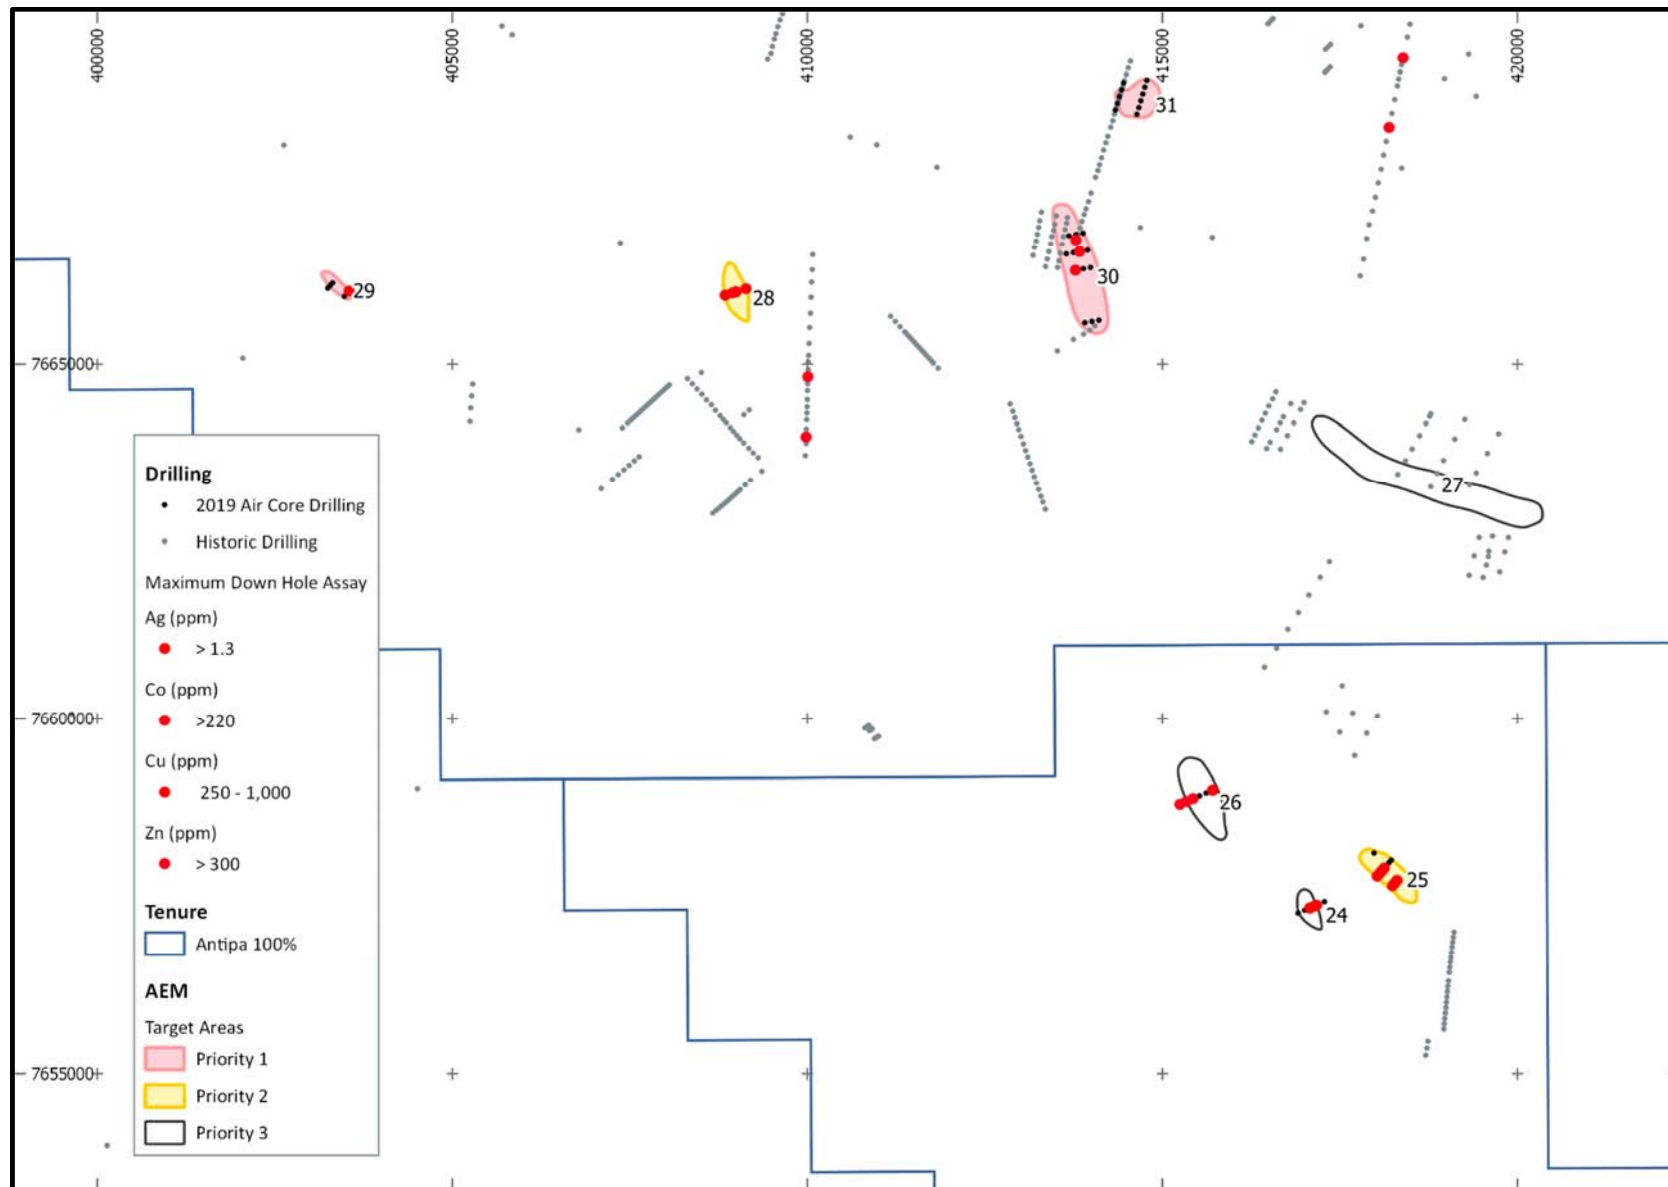 400000
405000
410000
415000
420000
31
30
29
28
7665000
27
Drilling
2019 Air Core Drilling
Historic Drilling
Maximum Down Hole Assay
Ag (ppm)
> 1.3
Co (ppm)
>220
Cu (ppm)
250 - 1,000
Zn (ppm)
> 300
Tenure
Antipa 100%
AEM
Target Areas
Priority 1
Priority 2
Priority 3
7660000
26
25
24
7655000